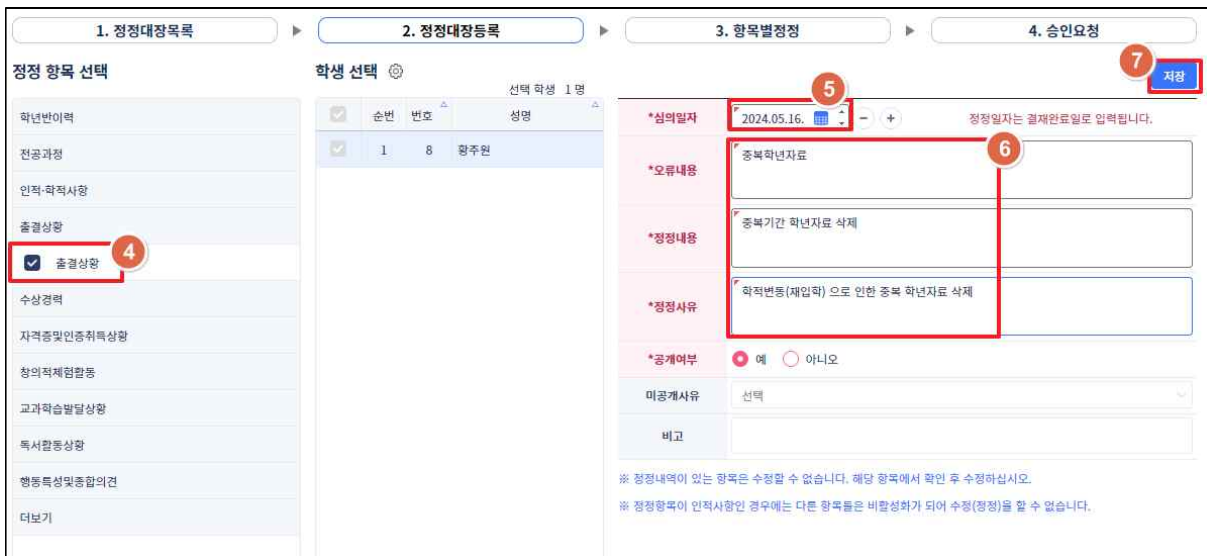 1. 정정대장목록
2. 정정대장등록
3. 항목별정정
4. 승인요청
정정 항목 선택
학년반이력
전공과정
인적·학적사항
출결상황
출결상황
4
수상경력
자격증및인증취득상황
창의적체험활동
교과학습발달상황
독서활동상황
행동특성및종합의견
더보기
학생 선택
선택 학생 1 명
순번 번호 성명
1 8 황주원
7
저장
5
*심의일자 2024.05.16. 정정일자는 결재완료일로 입력됩니다.
6
*오류내용 중복학년자료
*정정내용 중복기간 학년자료 삭제
*정정사유 학적변동(재입학) 으로 인한 중복 학년자료 삭제
*공개여부 예 아니오
미공개사유 선택
비고
※ 정정내역이 있는 항목은 수정할 수 없습니다. 해당 항목에서 확인 후 수정하십시오.
※ 정정항목이 인적사항인 경우에는 다른 항목들은 비활성화가 되어 수정(정정)을 할 수 없습니다.